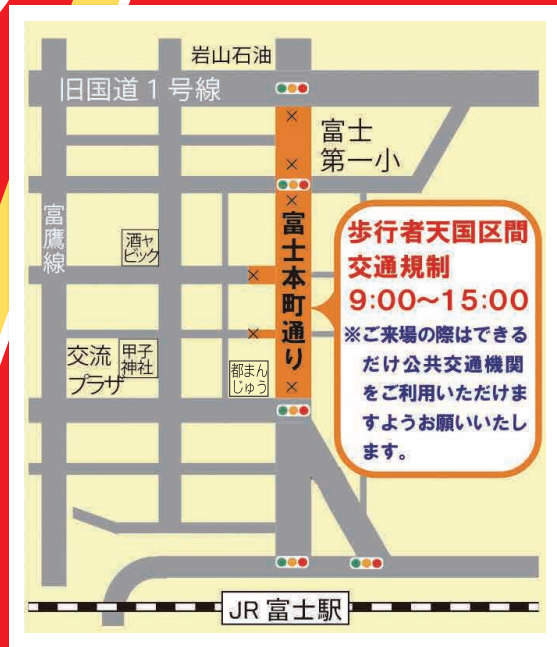 岩山石油
旧国道1号線
富士
第一小
富鷹線
酒ヤ
ビック
富士本町通り
歩行者天国区間
交通規制
9:00〜15:00
※ご来場の際はできる
だけ公共交通機関
をご利用いただけま
すようお願いいたし
ます。
交流
プラザ
甲子
神社
都まん
じゅう
JR 富士駅